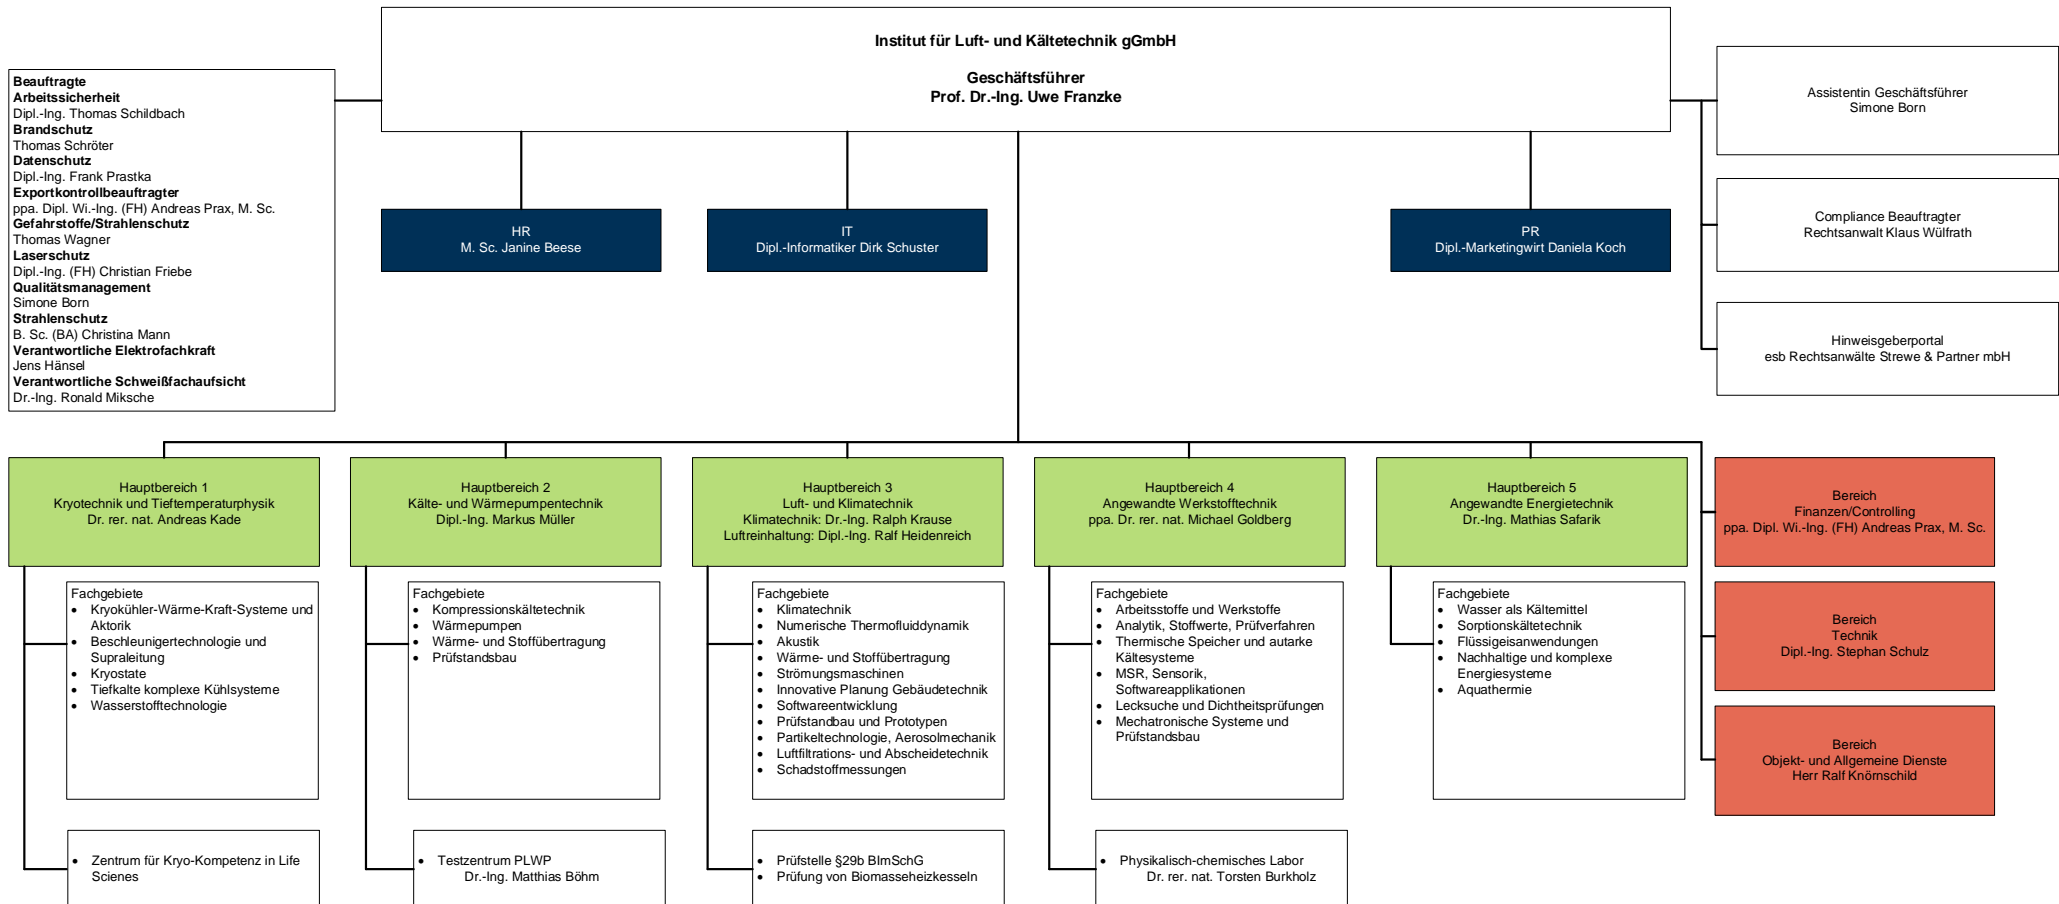 Institut für Luft- und Kältetechnik gGmbH
Geschäftsführer
Prof. Dr.-Ing. Uwe Franzke
Beauftragte
Arbeitssicherheit
Dipl.-Ing. Thomas Schildbach
Brandschutz
Thomas Schröter
Datenschutz
Dipl.-Ing. Frank Prastka
Exportkontrollbeauftragter
ppa. Dipl. Wi.-Ing. (FH) Andreas Prax, M. Sc.
Gefahrstoffe/Strahlenschutz
Thomas Wagner
Laserschutz
Dipl.-Ing. (FH) Christian Friebe
Qualitätsmanagement
Simone Born
Strahlenschutz
B. Sc. (BA) Christina Mann
Verantwortliche Elektrofachkraft
Jens Hänsel
Verantwortliche Schweißfachaufsicht
Dr.-Ing. Ronald Miksche
Assistentin Geschäftsführer
Simone Born
Compliance Beauftragter
Rechtsanwalt Klaus Wülfrath
Hinweisgeberportal
esb Rechtsanwälte Strewe & Partner mbH
HR
M. Sc. Janine Beese
IT
Dipl.-Informatiker Dirk Schuster
PR
Dipl.-Marketingwirt Daniela Koch
Hauptbereich 1
Kryotechnik und Tieftemperaturphysik
Dr. rer. nat. Andreas Kade
Fachgebiete
• Kryokühler-Wärme-Kraft-Systeme und
Aktorik
• Beschleunigertechnologie und
Supraleitung
• Kryostate
• Tiefkalte komplexe Kühlsysteme
• Wasserstofftechnologie
• Zentrum für Kryo-Kompetenz in Life
Scienes
Hauptbereich 2
Kälte- und Wärmepumpentechnik
Dipl.-Ing. Markus Müller
Fachgebiete
• Kompressionskältetechnik
• Wärmepumpen
• Wärme- und Stoffübertragung
• Prüfstandsbau
• Testzentrum PLWP
Dr.-Ing. Matthias Böhm
Hauptbereich 3
Luft- und Klimatechnik
Klimatechnik: Dr.-Ing. Ralph Krause
Luftreinhaltung: Dipl.-Ing. Ralf Heidenreich
Fachgebiete
• Klimatechnik
• Numerische Thermofluiddynamik
• Akustik
• Wärme- und Stoffübertragung
• Strömungsmaschinen
• Innovative Planung Gebäudetechnik
• Softwareentwicklung
• Prüfstandbau und Prototypen
• Partikeltechnologie, Aerosolmechanik
• Luftfiltrations- und Abscheidetechnik
• Schadstoffmessungen
• Prüfstelle §29b BImSchG
• Prüfung von Biomasseheizkesseln
Hauptbereich 4
Angewandte Werkstofftechnik
ppa. Dr. rer. nat. Michael Goldberg
Fachgebiete
• Arbeitsstoffe und Werkstoffe
• Analytik, Stoffwerte, Prüfverfahren
• Thermische Speicher und autarke
Kältesysteme
• MSR, Sensorik,
Softwareapplikationen
• Lecksuche und Dichtheitsprüfungen
• Mechatronische Systeme und
Prüfstandsbau
• Physikalisch-chemisches Labor
Dr. rer. nat. Torsten Burkholz
Hauptbereich 5
Angewandte Energietechnik
Dr.-Ing. Mathias Safarik
Fachgebiete
• Wasser als Kältemittel
• Sorptionskältetechnik
• Flüssigeisanwendungen
• Nachhaltige und komplexe
Energiesysteme
• Aquathermie
Bereich
Finanzen/Controlling
ppa. Dipl. Wi.-Ing. (FH) Andreas Prax, M. Sc.
Bereich
Technik
Dipl.-Ing. Stephan Schulz
Bereich
Objekt- und Allgemeine Dienste
Herr Ralf Knörnschild